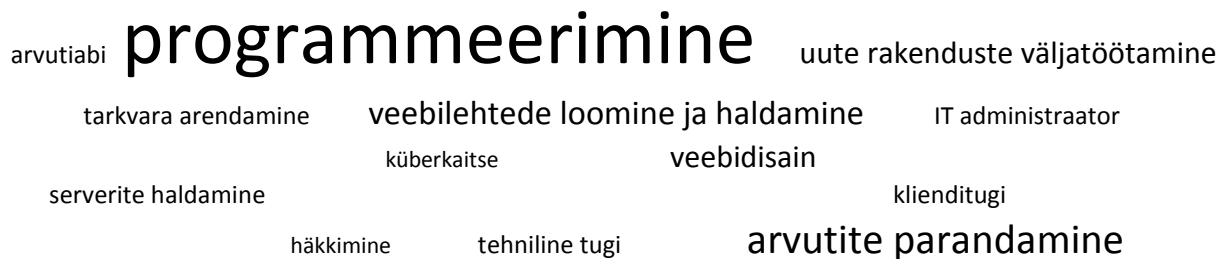 arvutiabi programmeerimine uute rakenduste väljatöötamine
tarkvara arendamine veebilehtede loomine ja haldamine IT administraator
küberkaitse veebidisain
serverite haldamine klienditugi
häkkimine tehniline tugi arvutite parandamine